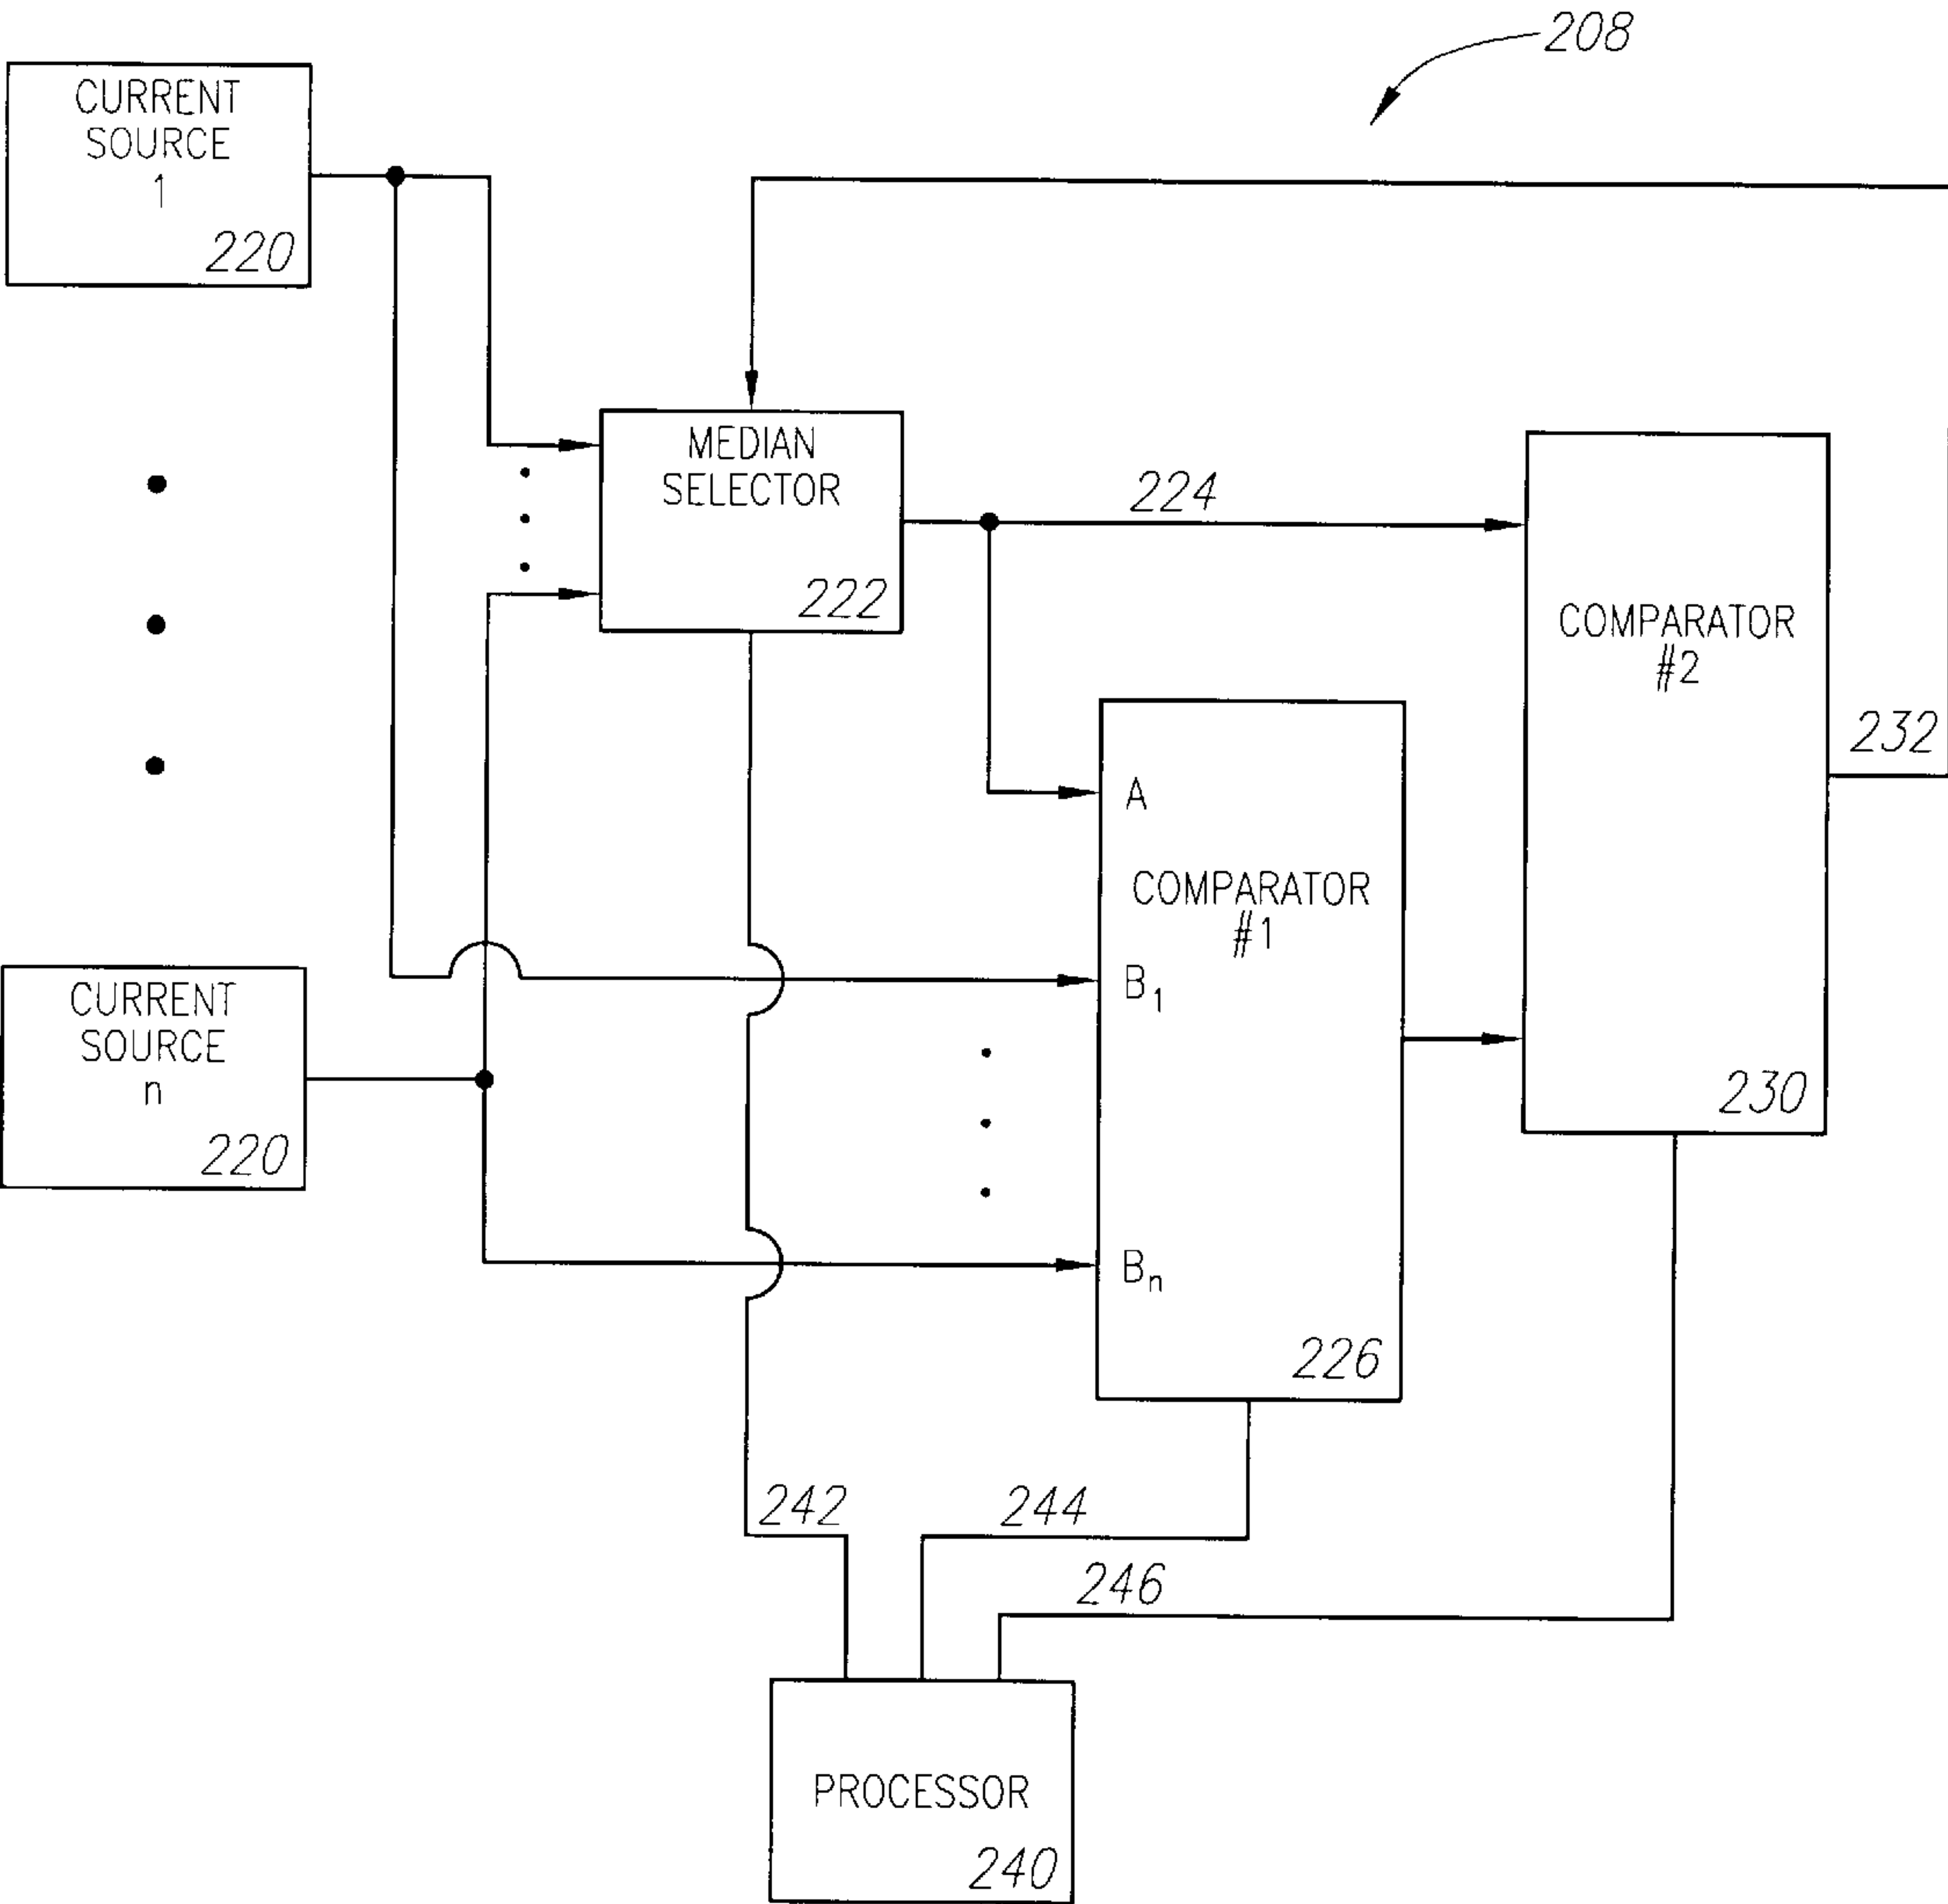 208
CURRENT
SOURCE
1
220
MEDIAN
SELECTOR
222
224
COMPARATOR
#2
232
230
A
COMPARATOR
#1
B1
Bn
226
CURRENT
SOURCE
n
220
242
244
246
PROCESSOR
240